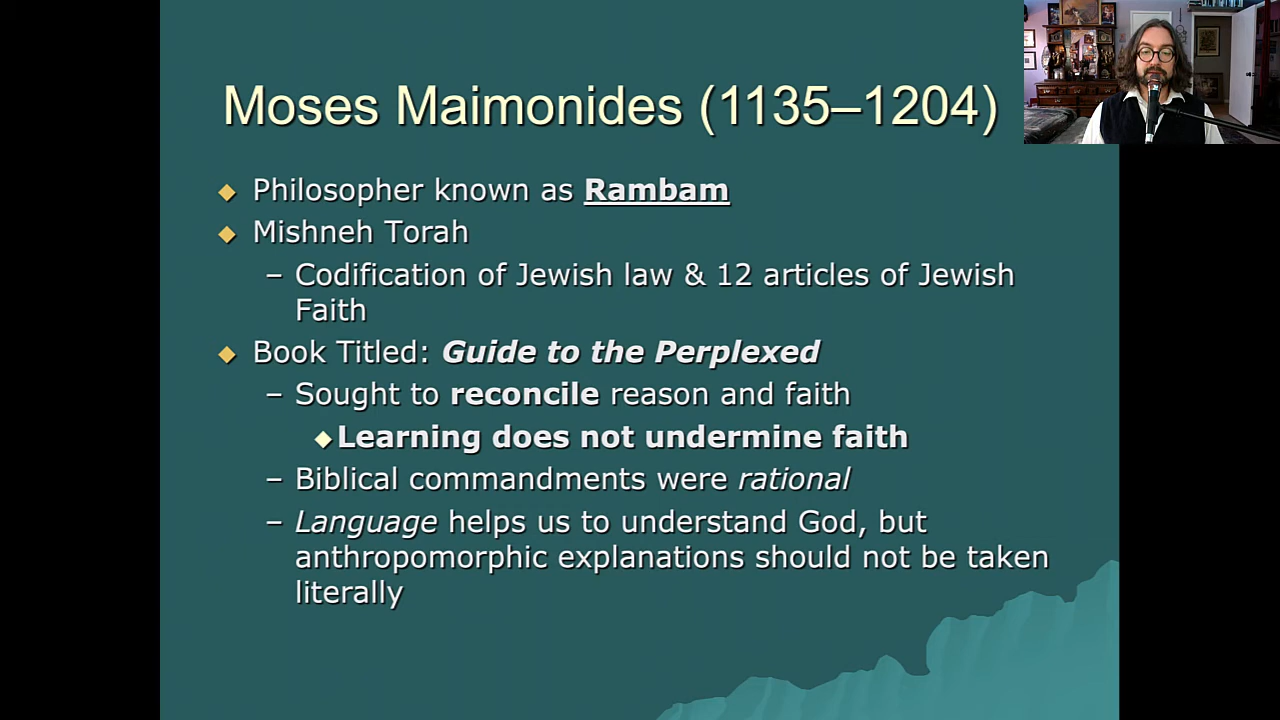 Moses Maimonides (1135–1204)
Philosopher known as Rambam
Mishneh Torah
– Codification of Jewish law & 12 articles of Jewish
Faith
Book Titled: Guide to the Perplexed
– Sought to reconcile reason and faith
Learning does not undermine faith
– Biblical commandments were rational
– Language helps us to understand God, but
anthropomorphic explanations should not be taken
literally